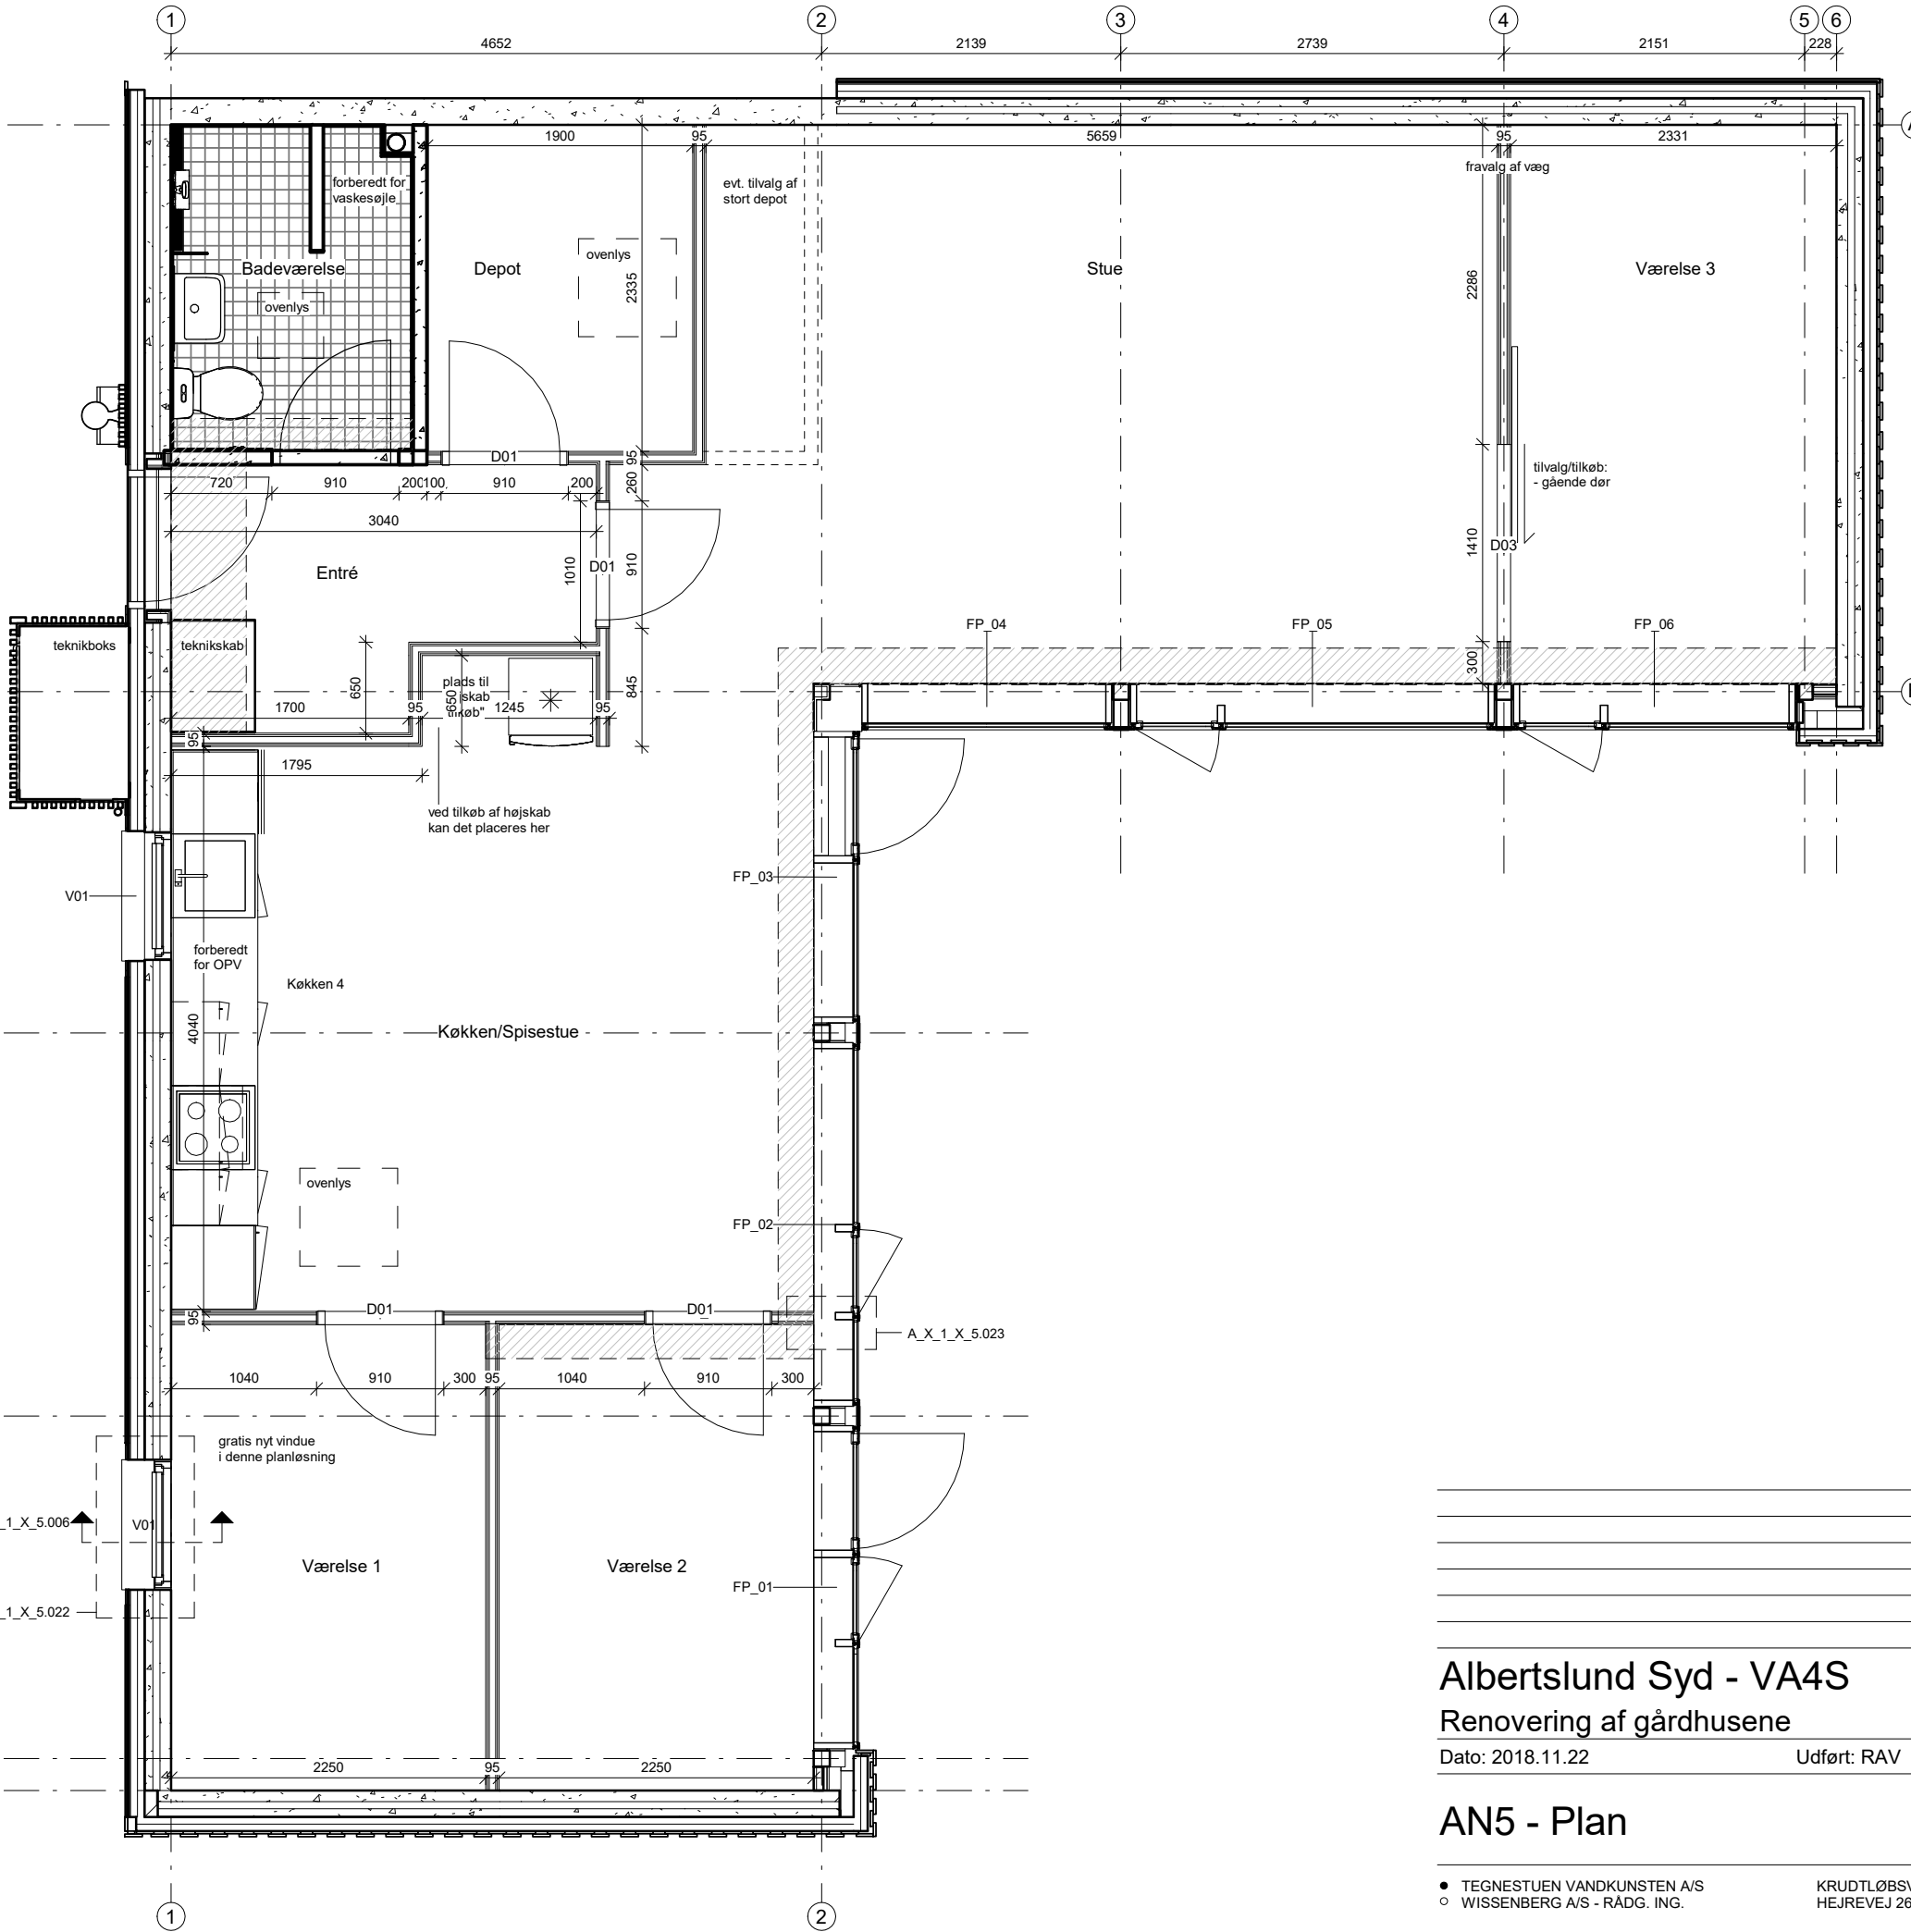 1
2
3
4
5
6
4652
2139
2739
2151
228
1900
95
5659
95
2331
A
forberedt for
vaskesøjle
evt. tilvalg af
stort depot
fravalg af væg
Badeværelse
Depot
ovenlys
Stue
Værelse 3
ovenlys
2335
2286
D01
95
260
tilvalg/tilkøb:
- gående dør
720
910
200
100
910
200
3040
Entré
1010
D01
910
1410
D03
teknikboks
teknikskab
FP_04
FP_05
FP_06
650
plads til
skab
650
845
300
1700
95
1245
95
95
1795
ved tilkøb af højskab
kan det placeres her
V01
FP_03
forberedt
for OPV
Køkken 4
4040
Køkken/Spisestue
ovenlys
FP_02
95
D01
D01
A_X_1_X_5.023
1040
910
300
95
1040
910
300
gratis nyt vindue
i denne planløsning
_1_X_5.006
V01
Værelse 1
Værelse 2
FP_01
_1_X_5.022
2250
95
2250
1
2
Albertslund Syd - VA4S
Renovering af gårdhusene
Dato: 2018.11.22 Udført: RAV
AN5 - Plan
TEGNESTUEN VANDKUNSTEN A/S KRUDTLØBSV
WISSENBERG A/S - RÅDG. ING. HEJREVEJ 26